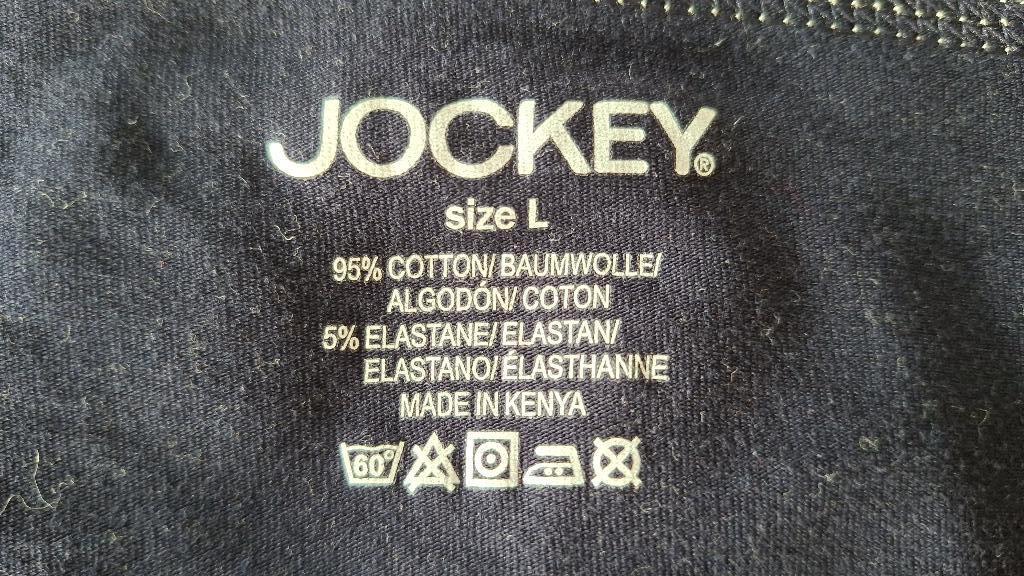 JOCKEY®
size L
95% COTTON/ BAUMWOLLE/
ALGODÓN/ COTON
5% ELASTANE/ ELASTAN/
ELASTANO/ ÉLASTHANNE
MADE IN KENYA
60°